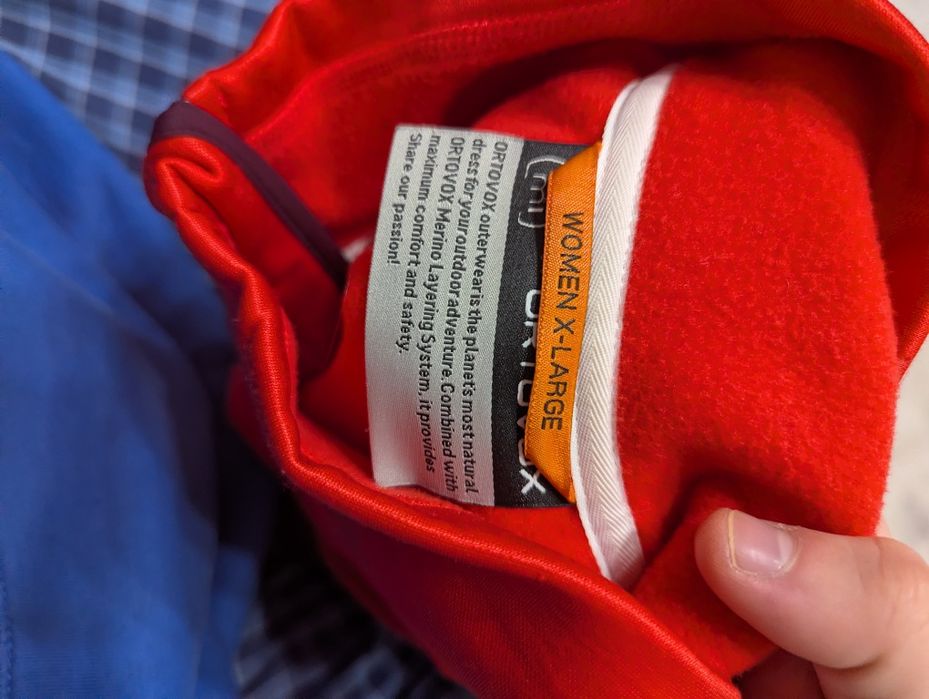 WOMEN X-LARGE
ORTOVOX
ORTOVOX outerwear is the planet's most natural
dress for your outdoor adventure. Combined with
ORTOVOX Merino Layering System, it provides
maximum comfort and safety.
Share our passion!